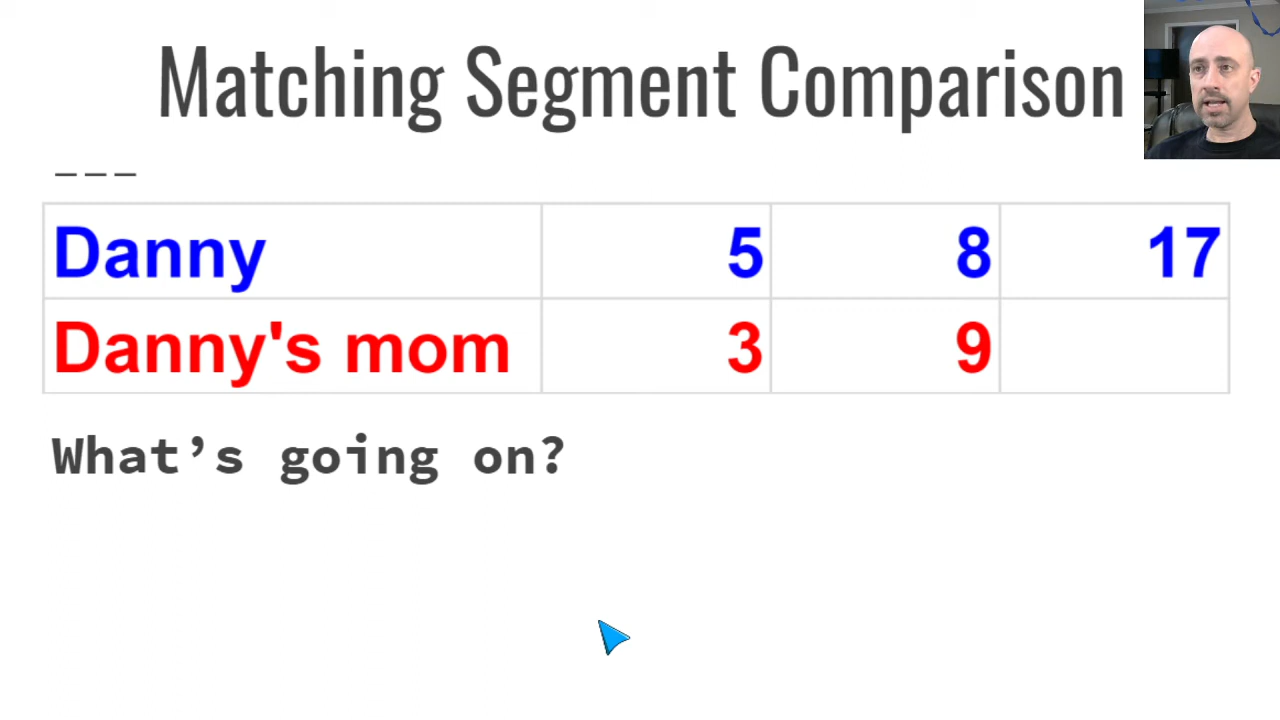 Matching Segment Comparison
---
Danny 5 8 17
Danny's mom 3 9
What’s going on?